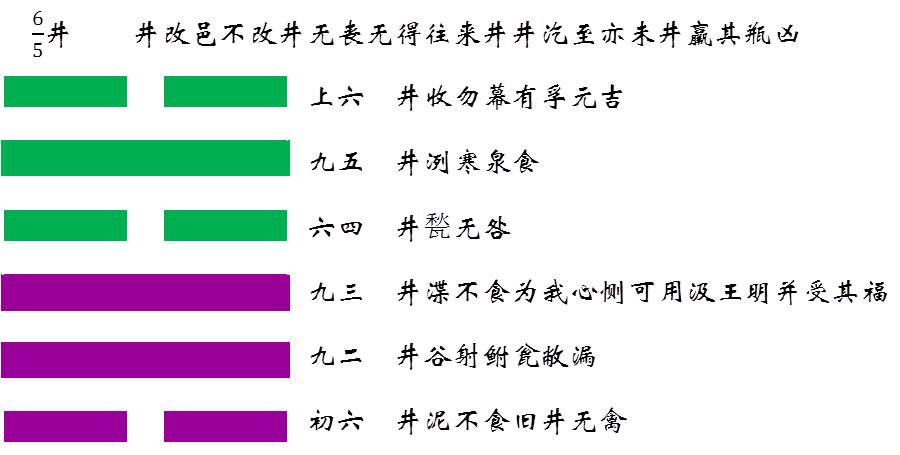 6/5井 井改邑不改井无丧无得往来井井汔至亦未井羸其瓶凶
上六 井收勿幕有孚元吉
九五 井冽寒泉食
六四 井甃无咎
九三 井渫不食为我心恻可用汲王明并受其福
九二 井谷射鲋瓮敝漏
初六 井泥不食旧井无禽